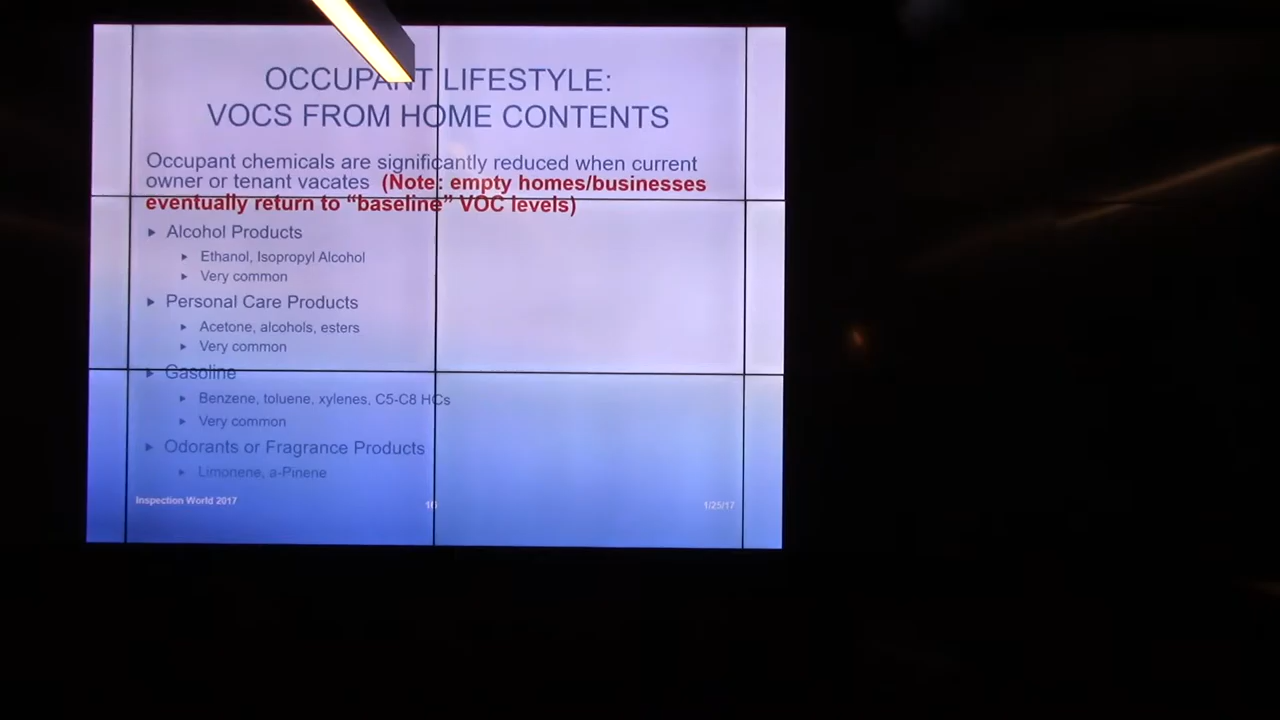 OCCUPANT LIFESTYLE:
VOCS FROM HOME CONTENTS
Occupant chemicals are significantly reduced when current
owner or tenant vacates (Note: empty homes/businesses
eventually return to “baseline” VOC levels)
Alcohol Products
Ethanol, Isopropyl Alcohol
Very common
Personal Care Products
Acetone, alcohols, esters
Very common
Gasoline
Benzene, toluene, xylenes, C5-C8 HCs
Very common
Odorants or Fragrance Products
Limonene, a-Pinene
Inspection World 2017
1/25/17